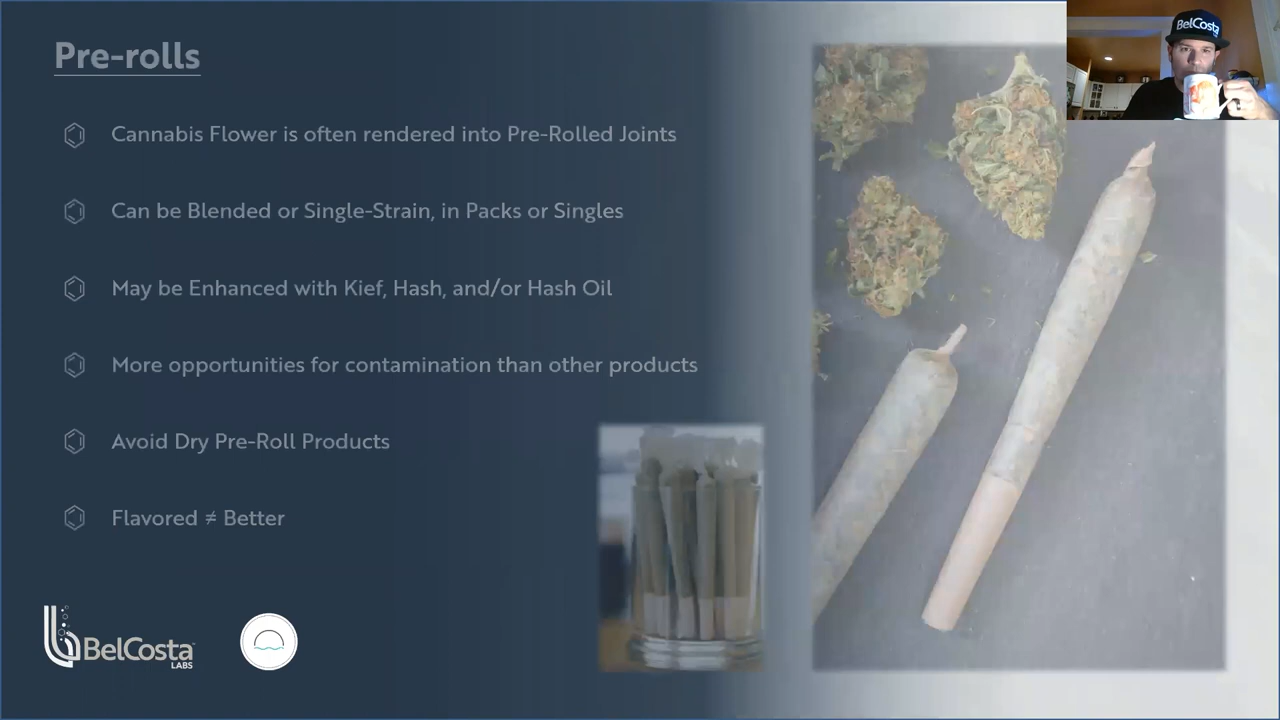 Pre-rolls
Cannabis Flower is often rendered into Pre-Rolled Joints
Can be Blended or Single-Strain, in Packs or Singles
May be Enhanced with Kief, Hash, and/or Hash Oil
More opportunities for contamination than other products
Avoid Dry Pre-Roll Products
Flavored ≠ Better
BelCosta
LABS
BelCosta